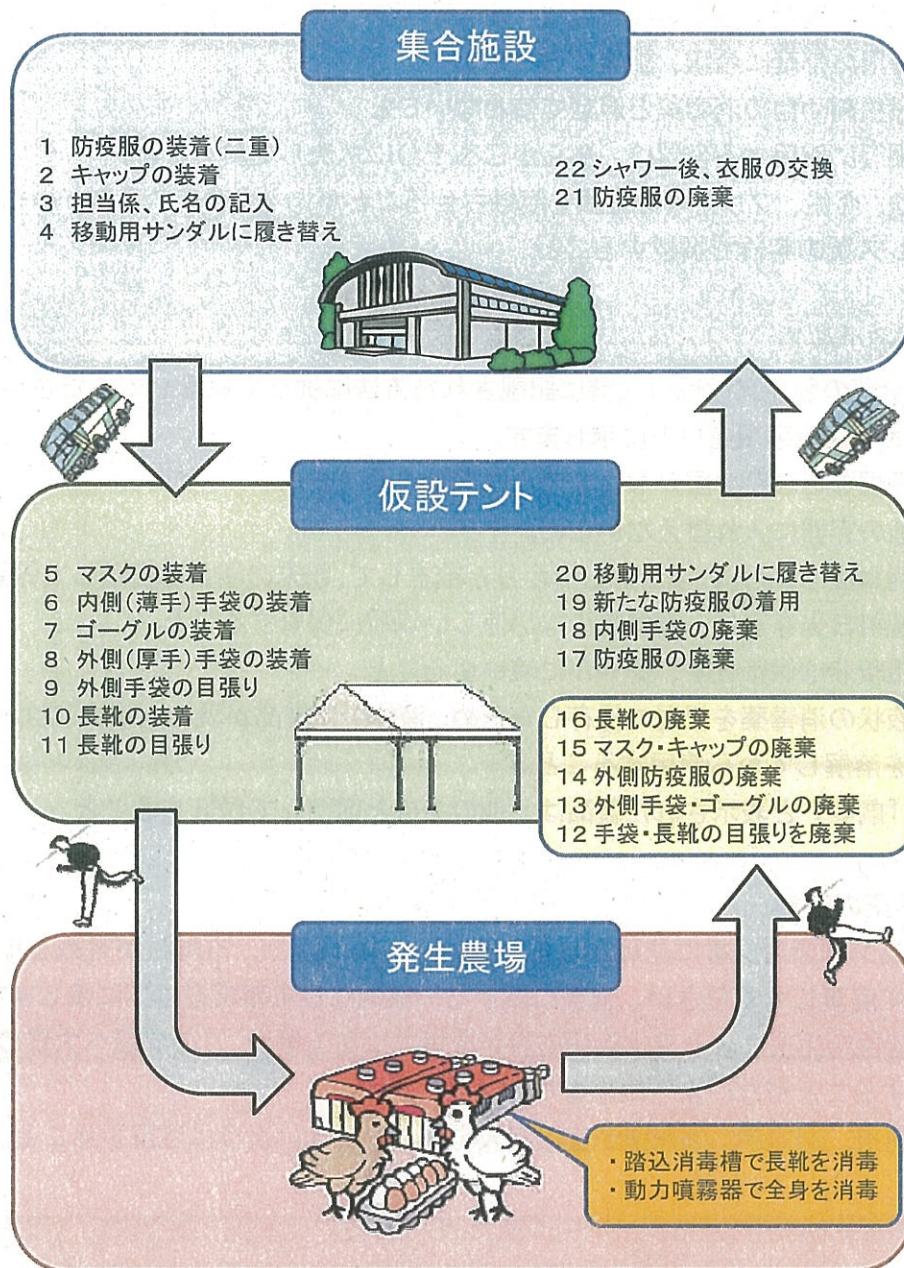 集合施設
1 防疫服の装着(二重)
2 キャップの装着
3 担当係、氏名の記入
4 移動用サンダルに履き替え
22 シャワー後、衣服の交換
21 防疫服の廃棄
仮設テント
5 マスクの装着
6 内側(薄手)手袋の装着
7 ゴーグルの装着
8 外側(厚手)手袋の装着
9 外側手袋の目張り
10 長靴の装着
11 長靴の目張り
20 移動用サンダルに履き替え
19 新たな防疫服の着用
18 内側手袋の廃棄
17 防疫服の廃棄
16 長靴の廃棄
15 マスク・キャップの廃棄
14 外側防疫服の廃棄
13 外側手袋・ゴーグルの廃棄
12 手袋・長靴の目張りを廃棄
発生農場
・踏込消毒槽で長靴を消毒
・動力噴霧器で全身を消毒